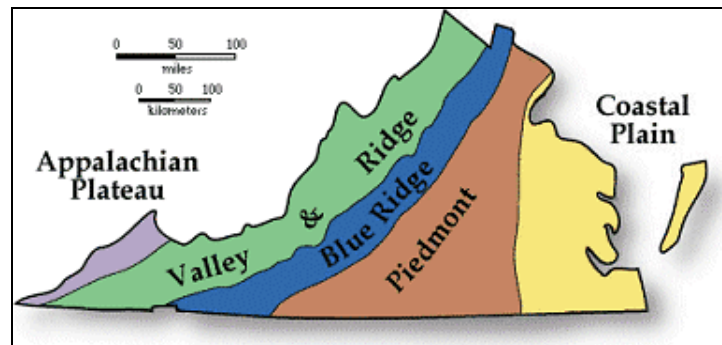 0 50 100
miles
0 50 100
kilometers
Appalachian
Plateau
Valley & Ridge
Blue Ridge
Piedmont
Coastal
Plain